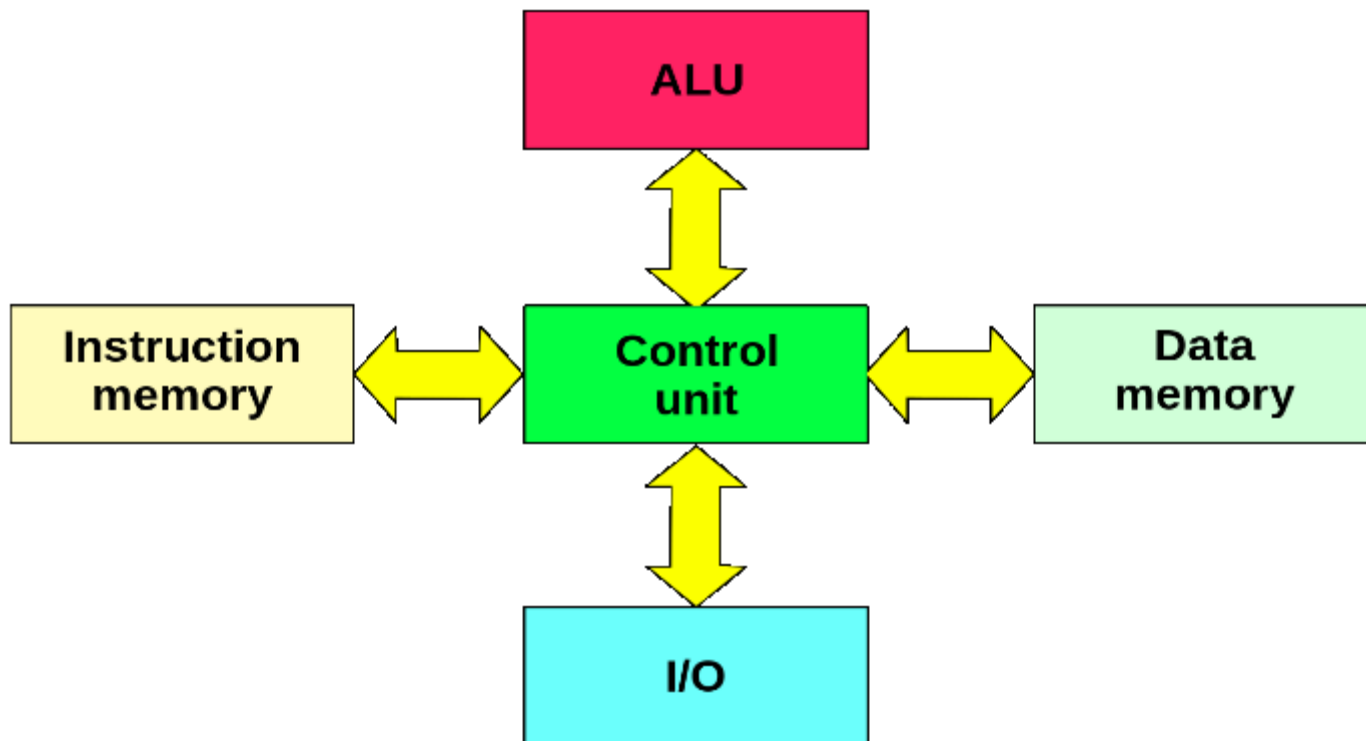 ALU
Instruction
memory
Control
unit
Data
memory
I/O